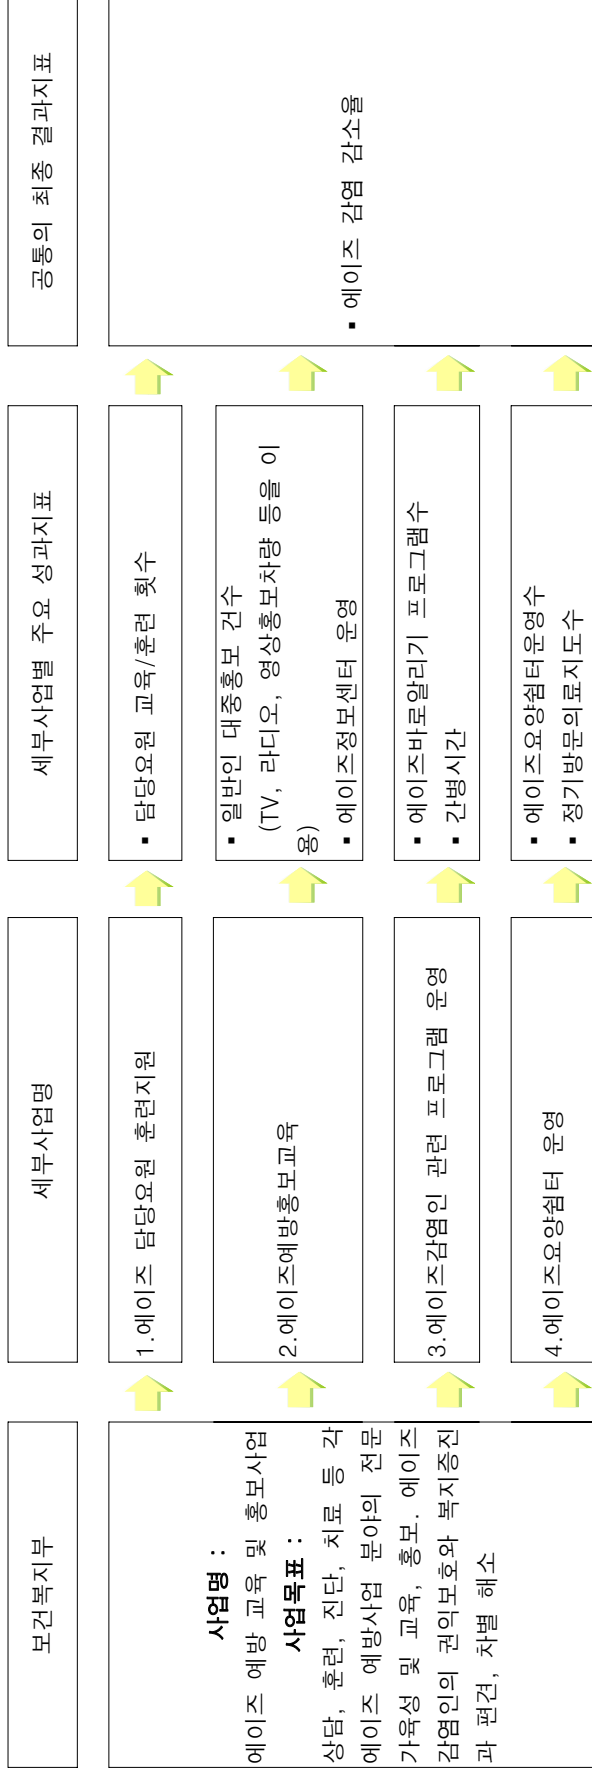 보건복지부
사업명 :
에이즈 예방 교육 및 홍보사업
사업목표 :
상담, 훈련, 진단, 치료 등 각
에이즈 예방사업 분야의 전문
가육성 및 교육, 홍보. 에이즈
감염인의 권익보호와 복지증진
과 편견, 차별 해소
세부사업명
1.에이즈 담당요원 훈련지원
2.에이즈예방홍보교육
3.에이즈감염인 관련 프로그램 운영
4.에이즈요양쉼터 운영
세부사업별 주요 성과지표
▪ 담당요원 교육/훈련 횟수
▪ 일반인 대중홍보 건수
(TV, 라디오, 영상홍보차량 등을 이
용)
▪ 에이즈정보센터 운영
▪ 에이즈바로알리기 프로그램수
▪ 간병시간
▪ 에이즈요양쉼터운영수
▪ 정기방문의료지도수
공통의 최종 결과지표
▪ 에이즈 감염 감소율